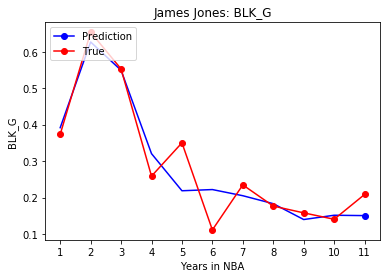 James Jones: BLK_G
Prediction
True
BLK_G
0.6
0.5
0.4
0.3
0.2
0.1
1 2 3 4 5 6 7 8 9 10 11
Years in NBA